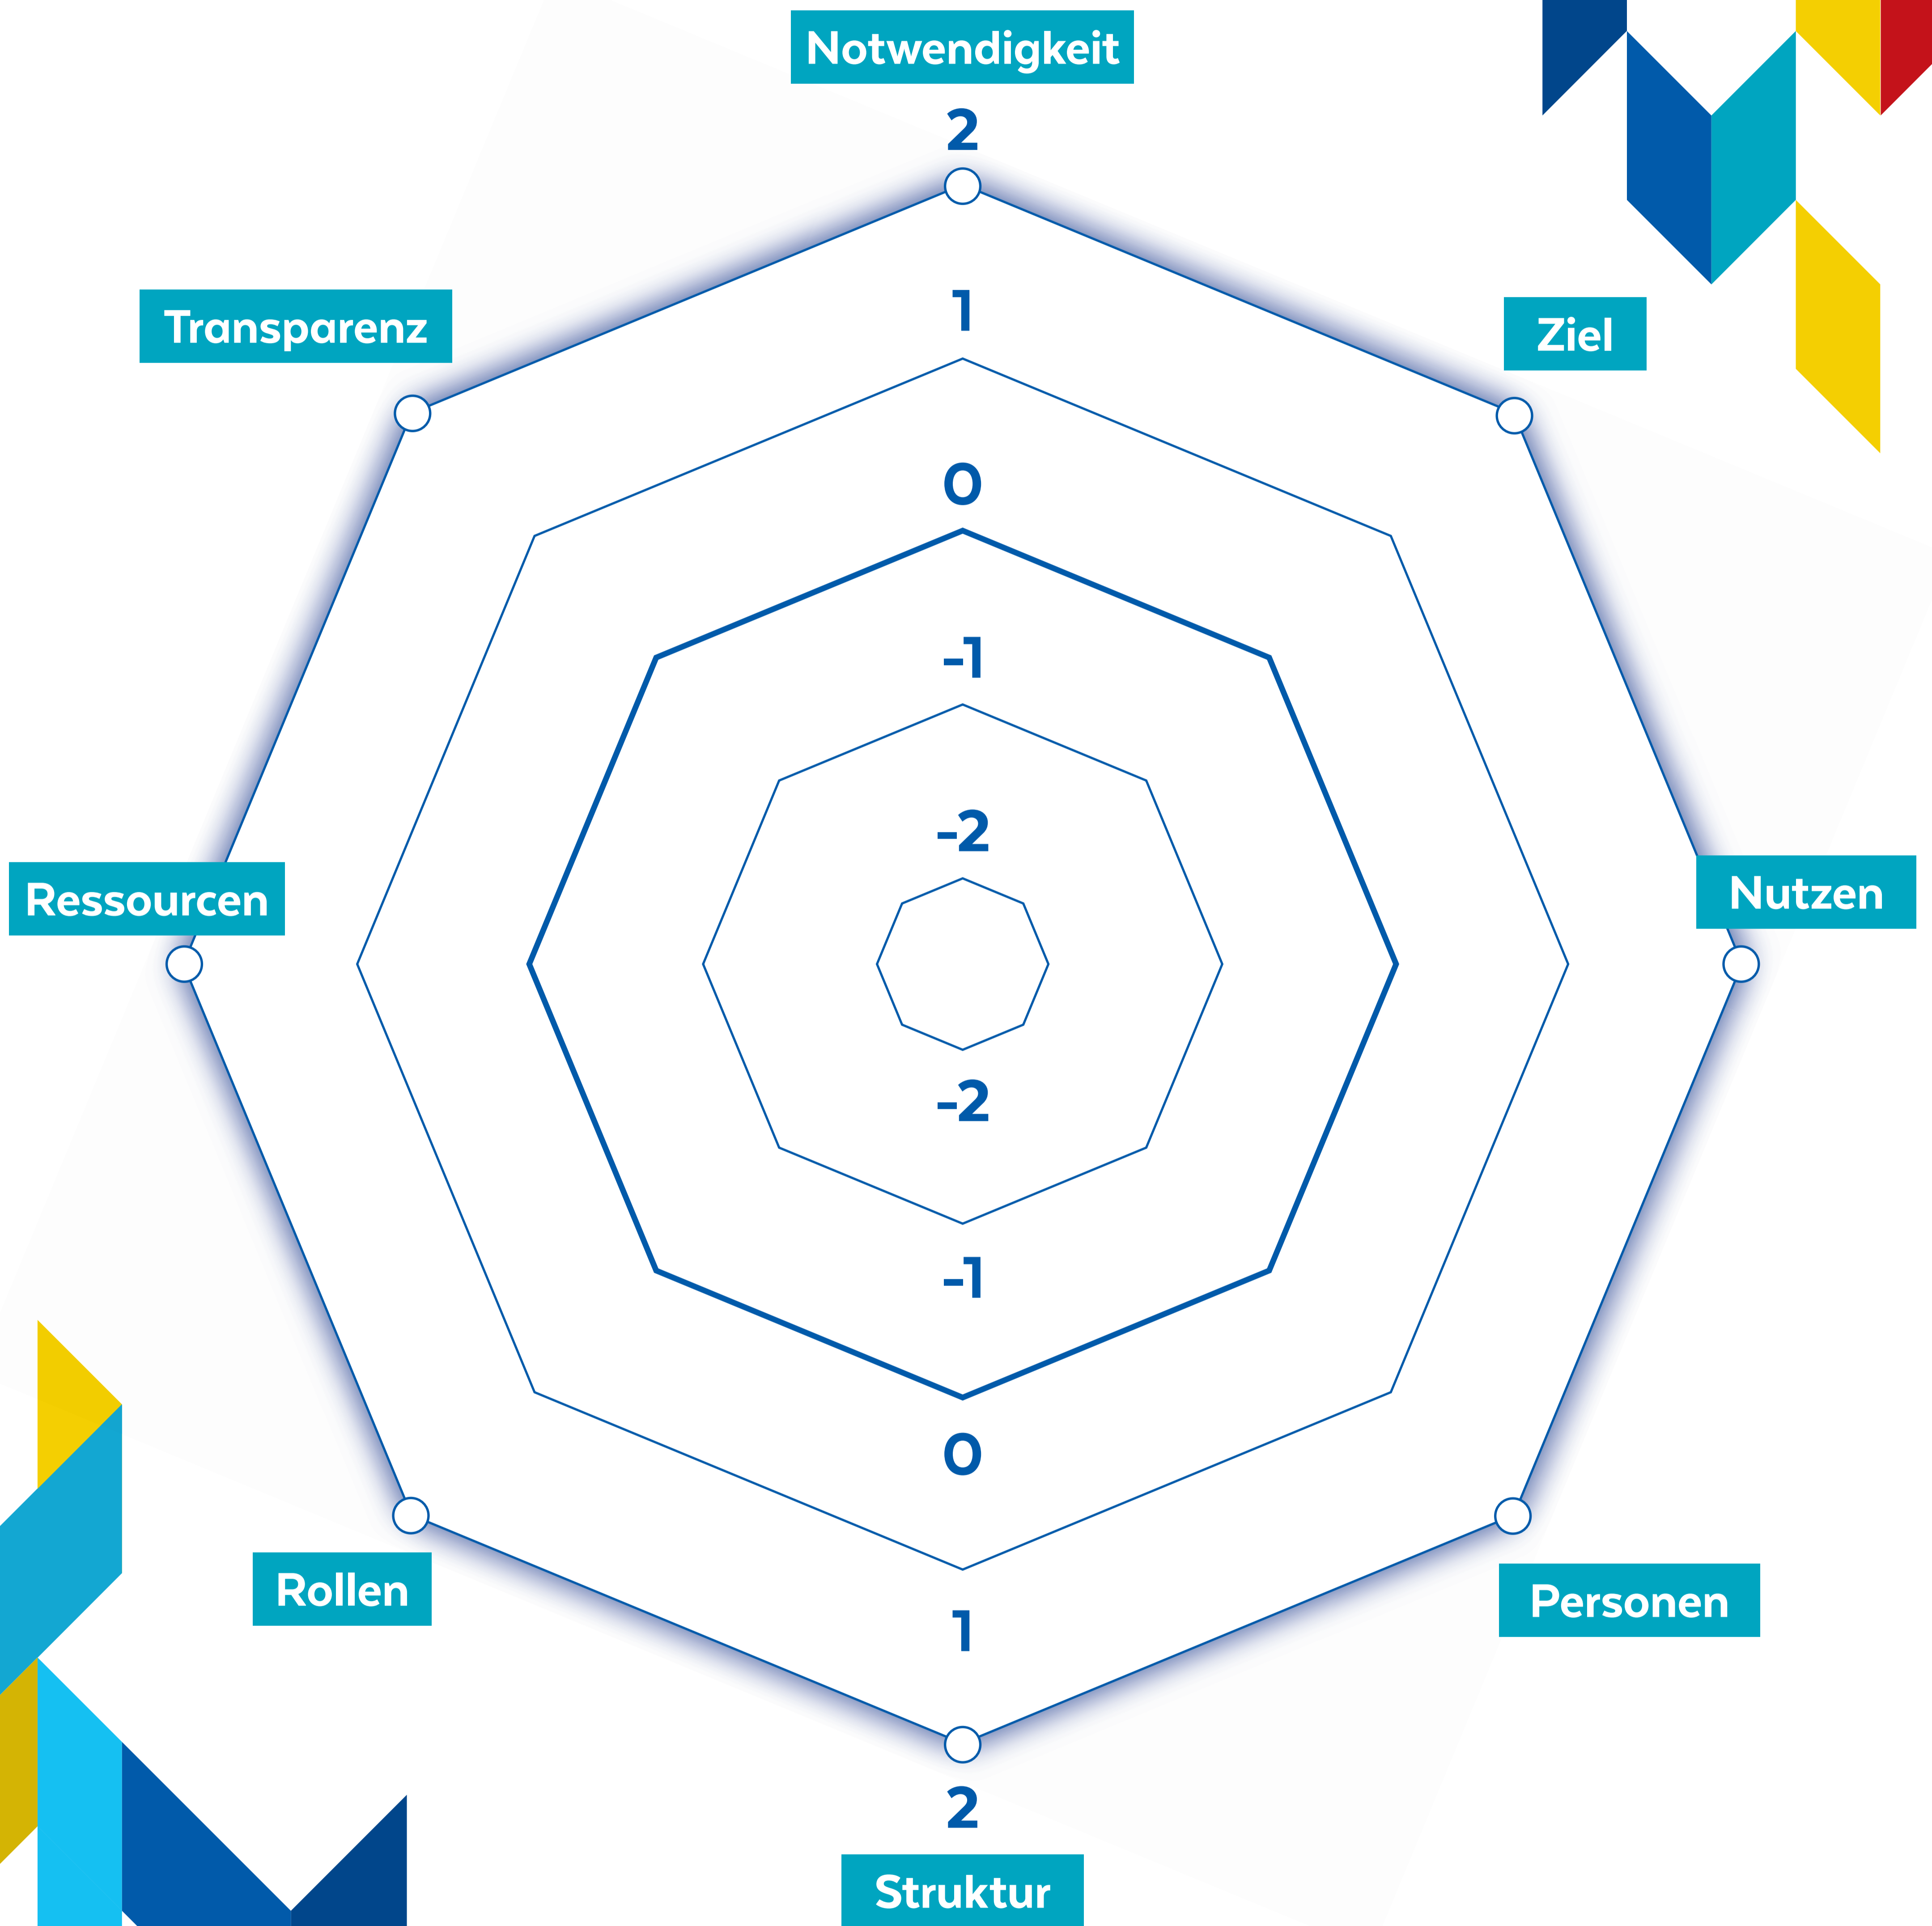 Notwendigkeit
2
1
Transparenz
Ziel
0
-1
-2
Ressourcen
Nutzen
-2
-1
0
Rollen
Personen
1
2
Struktur